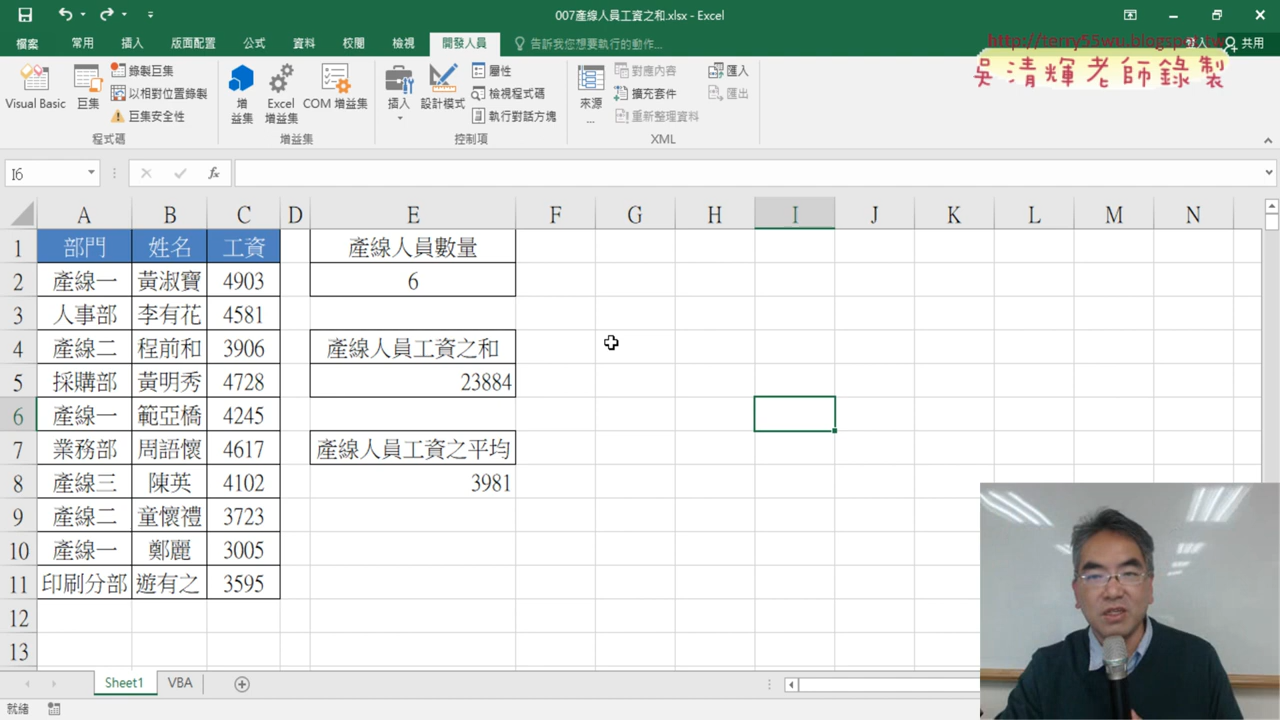 007產線人員工資之和.xlsx - Excel
檔案 常用 插入 版面配置 公式 資料 校閱 檢視 開發人員 告訴我您想要執行的動作... 登入 共用
http://terry55wu.blogspot.tw
吳清輝老師錄製
Visual Basic 巨集 錄製巨集 以相對位置錄製 巨集安全性
增益集 Excel 增益集 COM 增益集
插入 設計模式 屬性 檢視程式碼 執行對話方塊
來源... 對應內容 擴充套件 重新整理資料 匯入 匯出
程式碼 增益集 控制項 XML
I6 fx
A B C D E F G H I J K L M N
1 部門 姓名 工資 產線人員數量
2 產線一 黃淑寶 4903 6
3 人事部 李有花 4581
4 產線二 程前和 3906 產線人員工資之和
5 採購部 黃明秀 4728 23884
6 產線一 範亞橋 4245
7 業務部 周語懷 4617 產線人員工資之平均
8 產線三 陳英 4102 3981
9 產線二 童懷禮 3723
10 產線一 鄭麗 3005
11 印刷分部 遊有之 3595
12
13
Sheet1 VBA
就緒